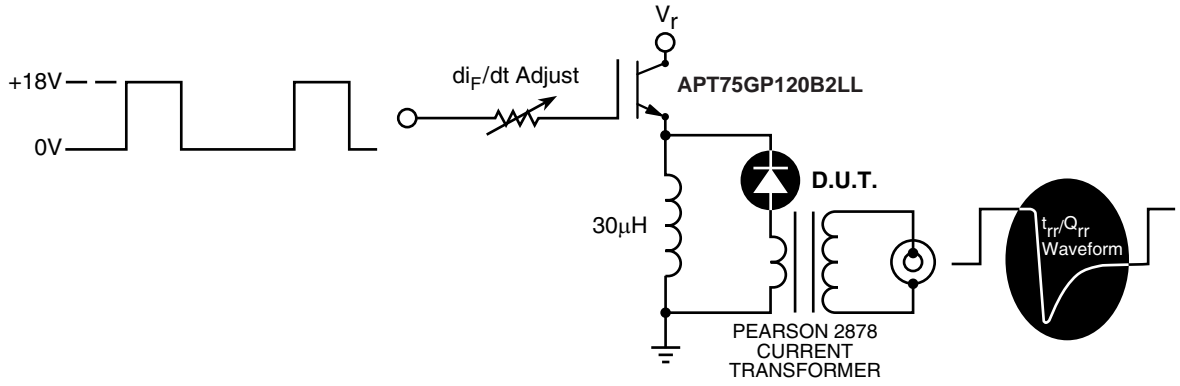 V_r
+18V
0V
di_F/dt Adjust
APT75GP120B2LL
30μH
D.U.T.
t_rr/Q_rr
Waveform
PEARSON 2878
CURRENT
TRANSFORMER